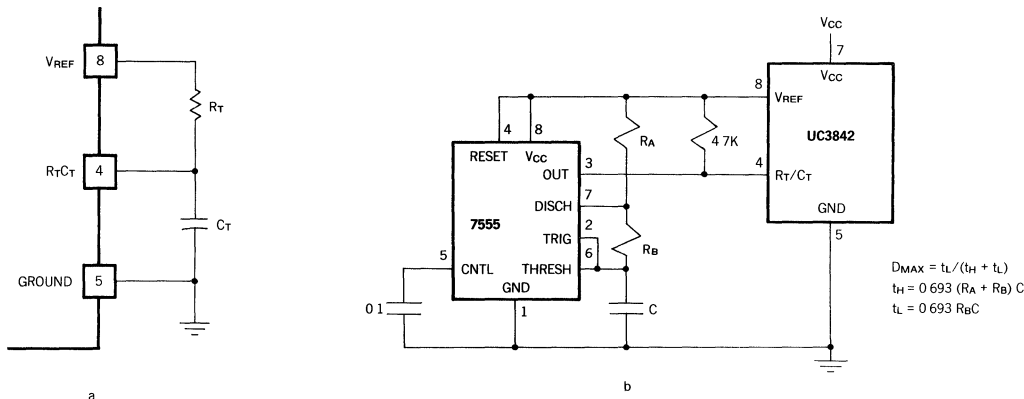 VREF
8
RT
RTCT
4
CT
GROUND
5
a
VCC
7
VCC
8
VREF
UC3842
4
RT/CT
GND
5
4
8
RESET
VCC
RA
4 7K
OUT
3
DISCH
7
7555
2
TRIG
6
RB
5
CNTL
THRESH
GND
0 1
1
C
DMAX = tL/(tH + tL)
tH = 0 693 (RA + RB) C
tL = 0 693 RBC
b